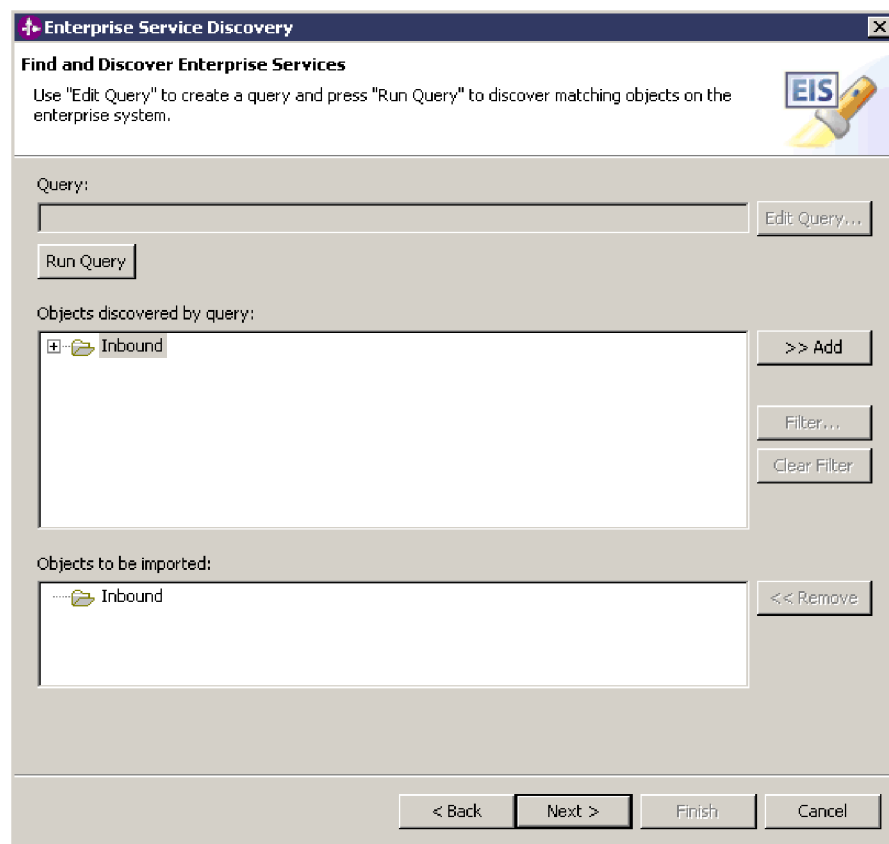 Enterprise Service Discovery
Find and Discover Enterprise Services
Use "Edit Query" to create a query and press "Run Query" to discover matching objects on the
enterprise system.
EIS
Query:
Edit Query...
Run Query
Objects discovered by query:
Inbound
>> Add
Filter...
Clear Filter
Objects to be imported:
Inbound
<< Remove
< Back
Next >
Finish
Cancel